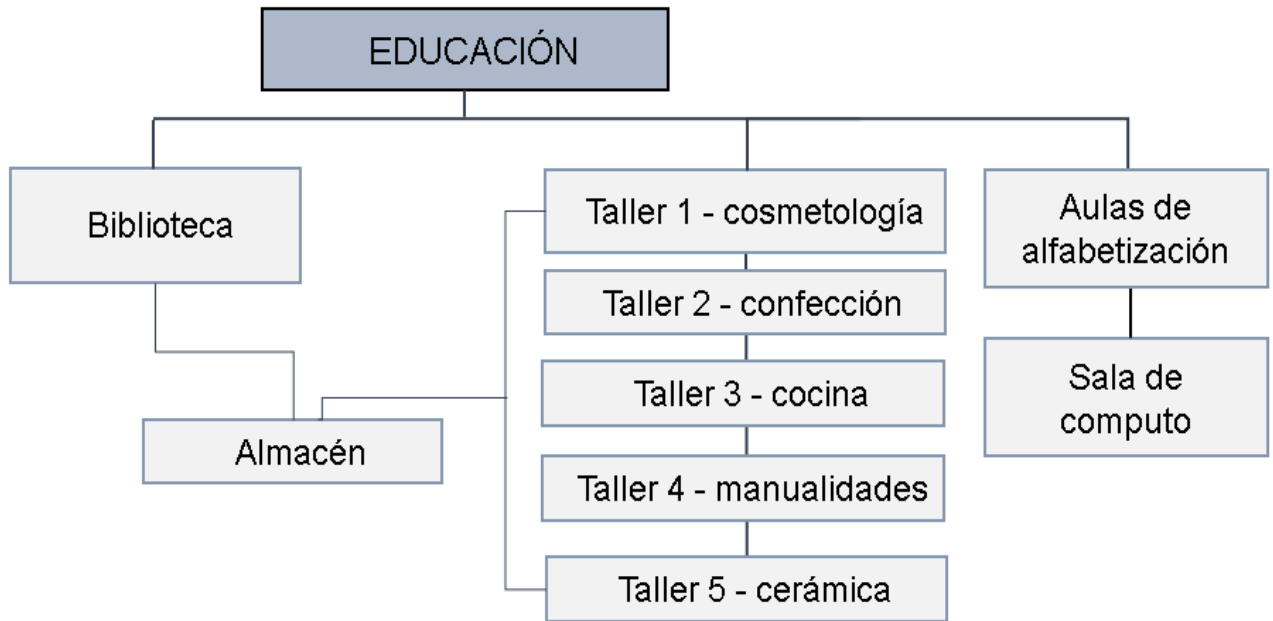 EDUCACIÓN
Biblioteca
Taller 1 - cosmetología
Aulas de
alfabetización
Taller 2 - confección
Taller 3 - cocina
Sala de
computo
Almacén
Taller 4 - manualidades
Taller 5 - cerámica